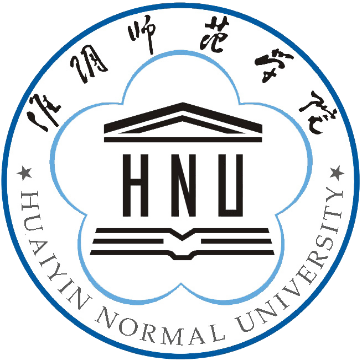 淮阴师范学院
HNU
★ HUAIYIN NORMAL UNIVERSITY ★